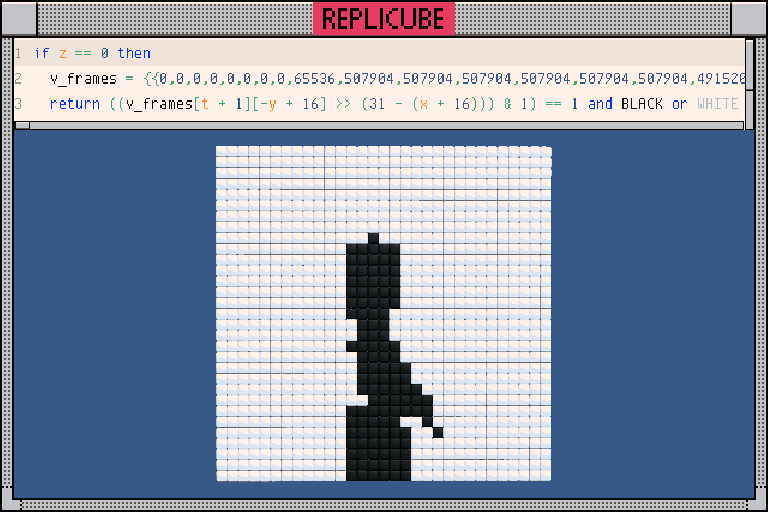 REPLICUBE
1 if z == 0 then
2 v_frames = {{0,0,0,0,0,0,0,0,65536,507904,507904,507904,507904,507904,507904,491520
3 return ((v_frames[t + 1][-y + 16] >> (31 - (x + 16))) & 1) == 1 and BLACK or WHITE